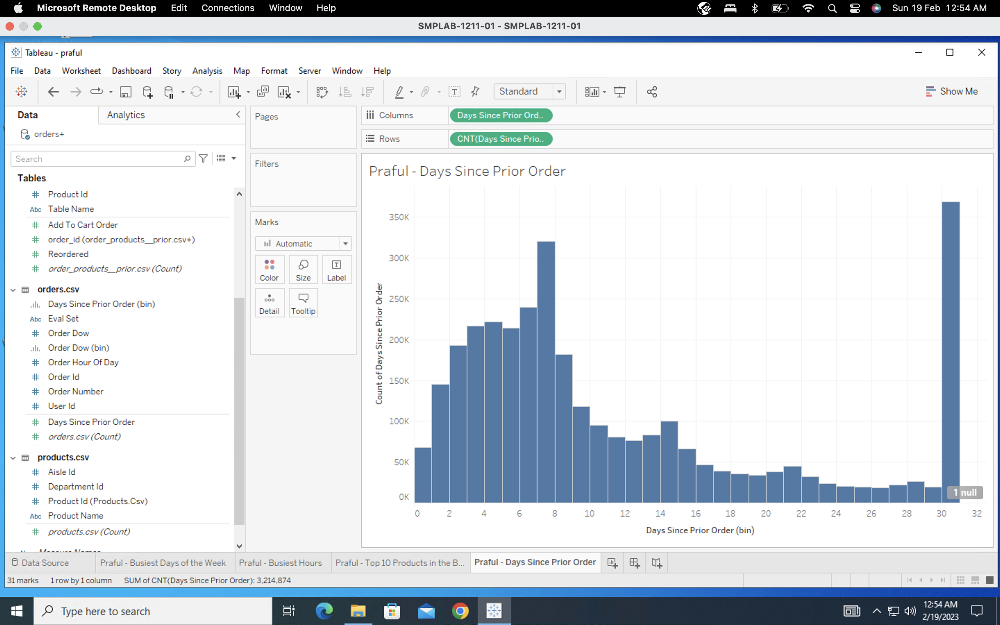 Microsoft Remote Desktop Edit Connections Window Help Sun 19 Feb 12:54 AM
SMPLAB-1211-01 - SMPLAB-1211-01
Tableau - praful
File Data Worksheet Dashboard Story Analysis Map Format Server Window Help
Standard Show Me
Data Analytics
orders+
Search
Tables
Product Id
Abc Table Name
Add To Cart Order
order_id (order_products__prior.csv+)
Reordered
order_products__prior.csv (Count)
orders.csv
Days Since Prior Order (bin)
Abc Eval Set
Order Dow
Order Dow (bin)
Order Hour Of Day
Order Id
Order Number
User Id
Days Since Prior Order
orders.csv (Count)
products.csv
Aisle Id
Department Id
Product Id (Products.Csv)
Abc Product Name
products.csv (Count)
Measure Names
Pages
Filters
Marks
Automatic
Color Size Label
Detail Tooltip
Columns Days Since Prior Ord..
Rows CNT(Days Since Prio..
Praful - Days Since Prior Order
Count of Days Since Prior Order
350K
300K
250K
200K
150K
100K
50K
0K
1 null
0 2 4 6 8 10 12 14 16 18 20 22 24 26 28 30 32
Days Since Prior Order (bin)
Data Source Praful - Busiest Days of the Week Praful - Busiest Hours Praful - Top 10 Products in the B... Praful - Days Since Prior Order
31 marks 1 row by 1 column SUM of CNT(Days Since Prior Order): 3,214,874
Type here to search
12:54 AM
2/19/2023